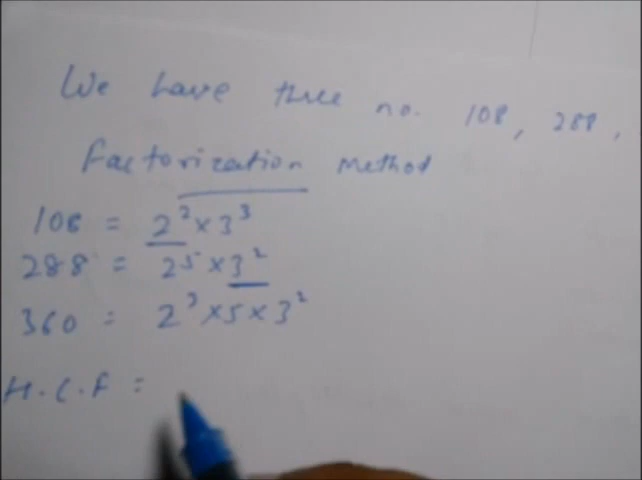 We have three no. 108, 288,
Factorization Method
108 = 2² × 3³
288 = 2⁵ × 3²
360 = 2³ × 5 × 3²
H.C.F =